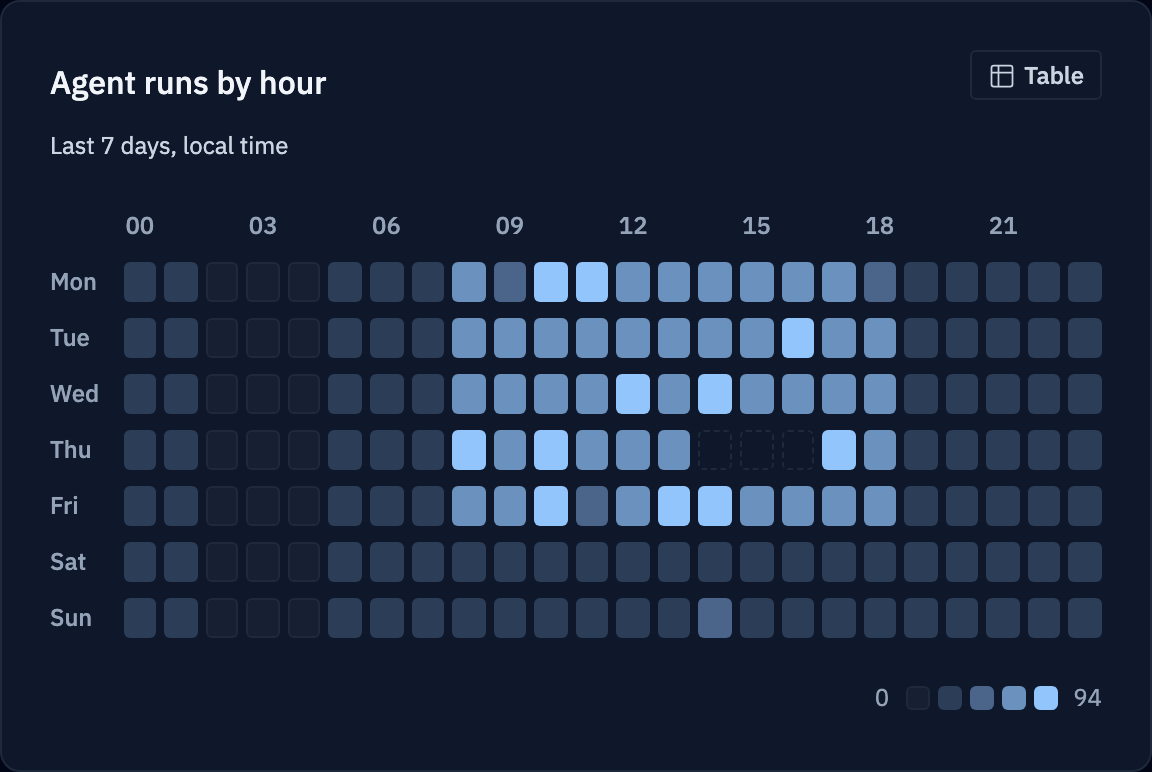 Agent runs by hour
Table
Last 7 days, local time
00 03 06 09 12 15 18 21
Mon
Tue
Wed
Thu
Fri
Sat
Sun
0 94